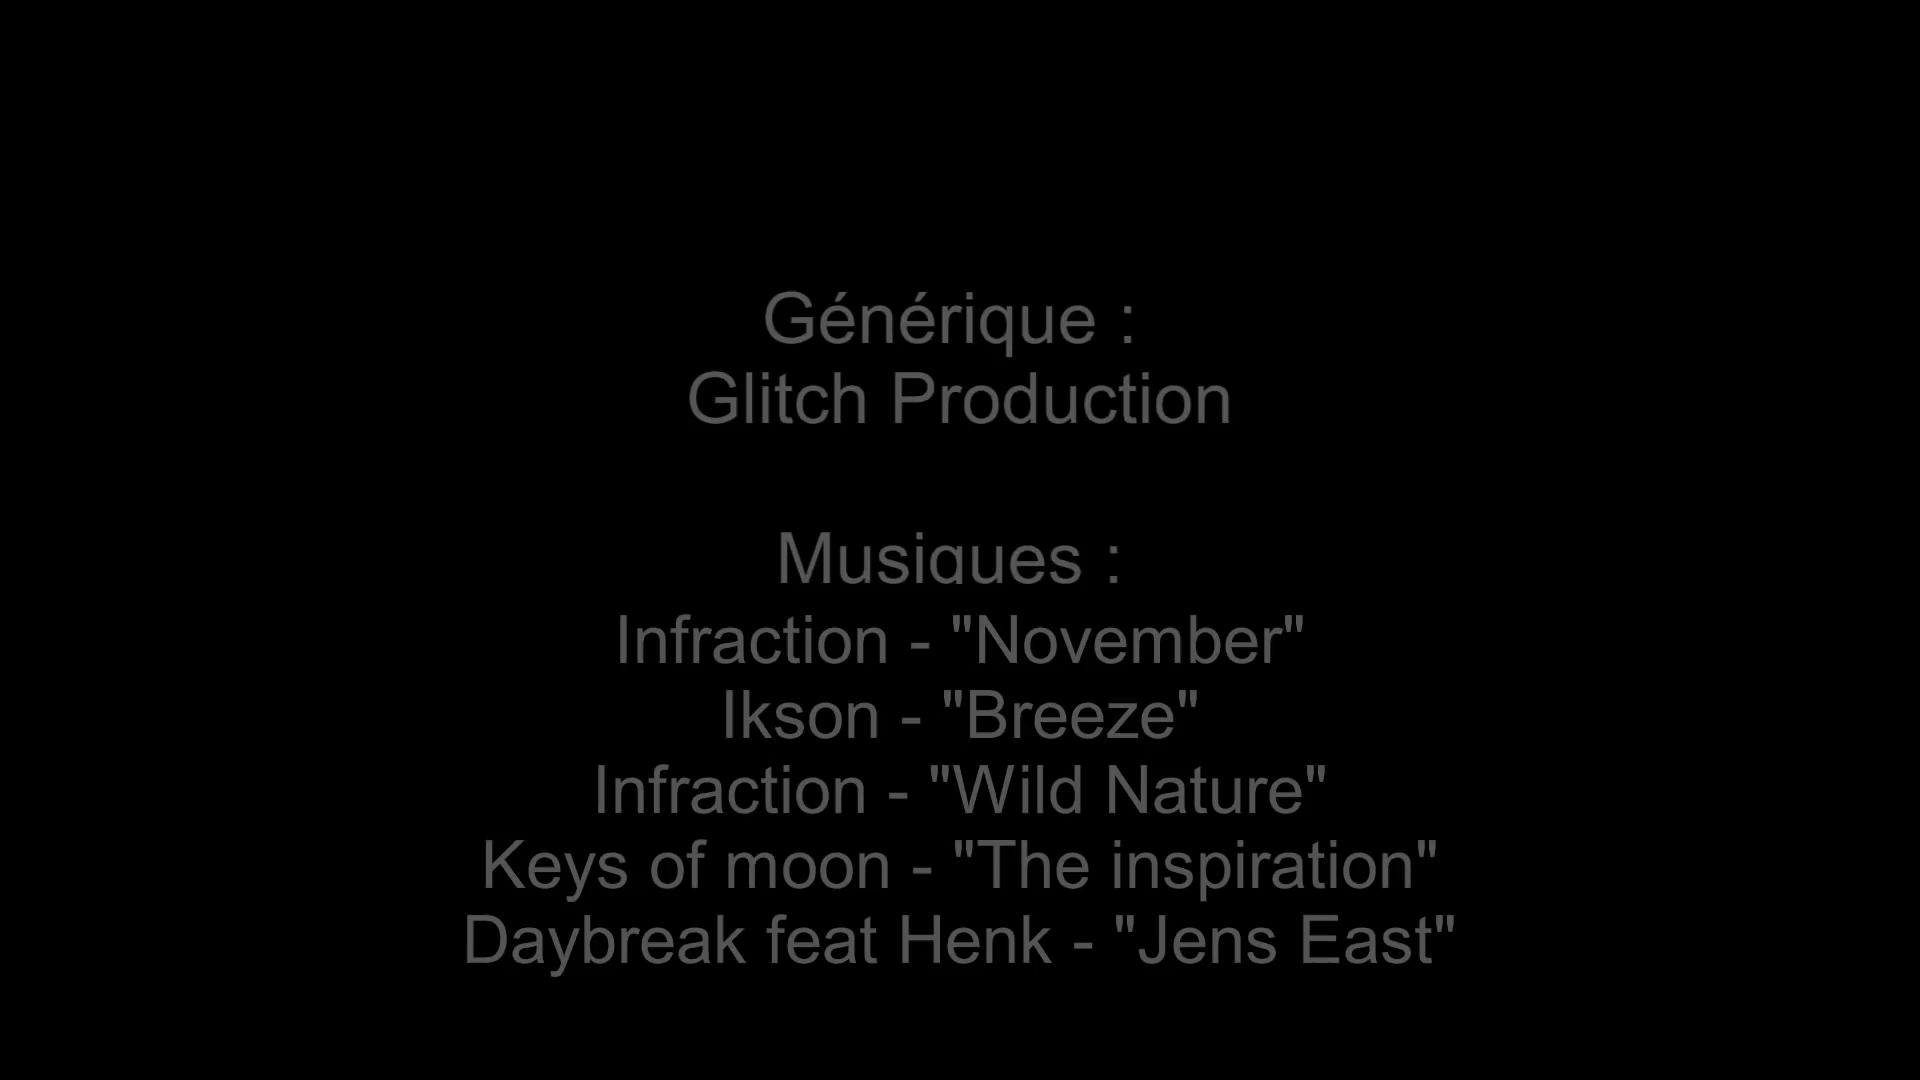 Générique :
Glitch Production
Musiques :
Infraction - "November"
Ikson - "Breeze"
Infraction - "Wild Nature"
Keys of moon - "The inspiration"
Daybreak feat Henk - "Jens East"